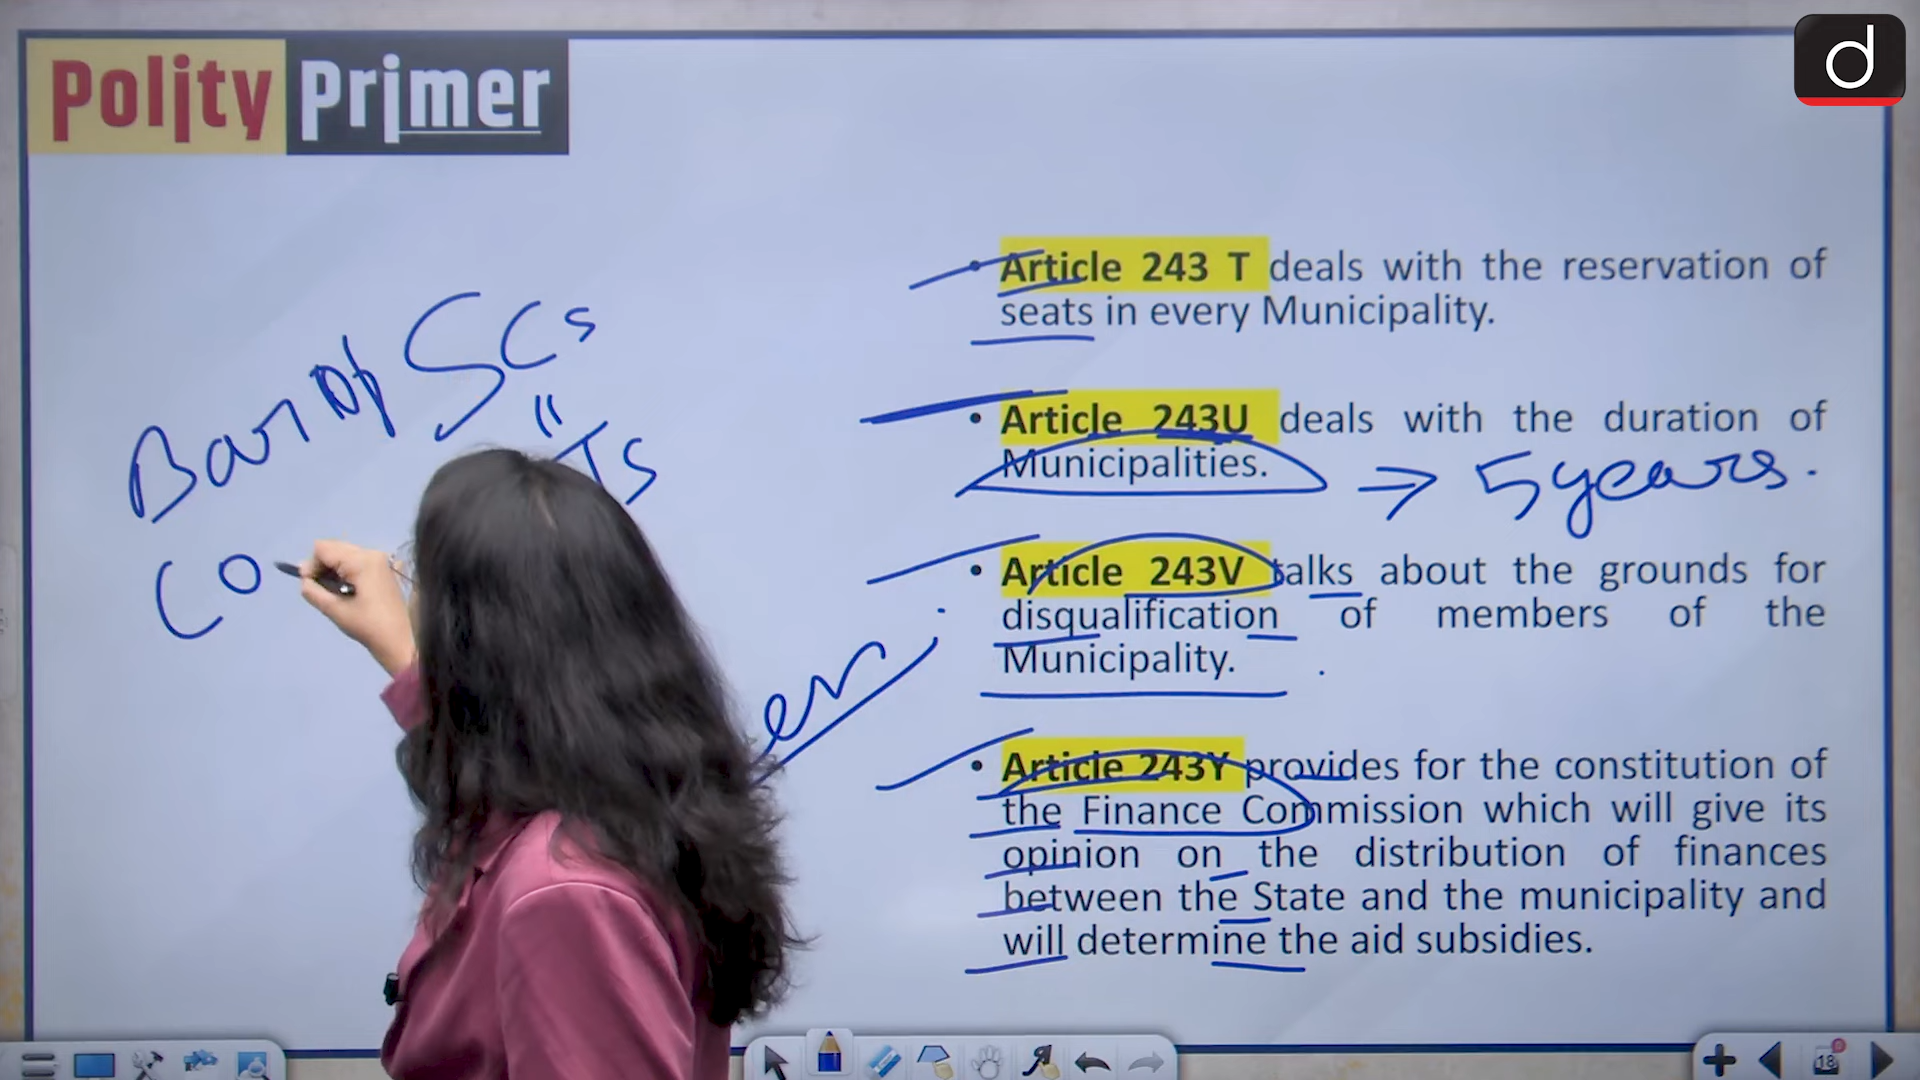 Polity Primer
d
• Article 243 T deals with the reservation of
seats in every Municipality.
• Article 243U deals with the duration of
Municipalities.
→ 5 years.
• Article 243V talks about the grounds for
disqualification of members of the
Municipality.
• Article 243Y provides for the constitution of
the Finance Commission which will give its
opinion on the distribution of finances
between the State and the municipality and
will determine the aid subsidies.
SCs
"
Ts
Co
18